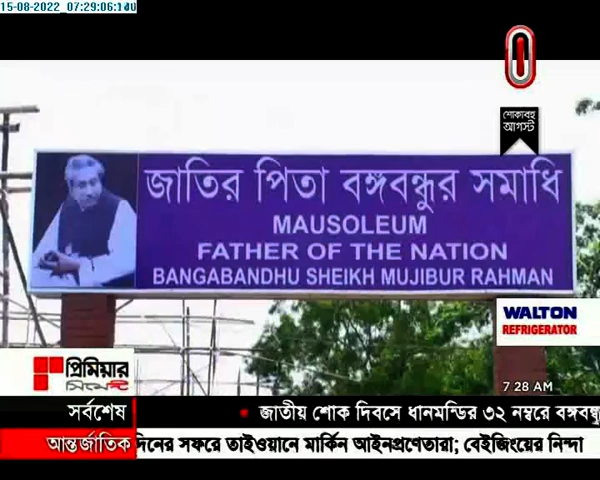 15-08-2022_07:29:06:100
শোকাবহ
আগস্ট
জাতির পিতা বঙ্গবন্ধুর সমাধি
MAUSOLEUM
FATHER OF THE NATION
BANGABANDHU SHEIKH MUJIBUR RAHMAN
WALTON
REFRIGERATOR
প্রিমিয়ার
সিমেন্ট
7:28 AM
সর্বশেষ
জাতীয় শোক দিবসে ধানমন্ডির ৩২ নম্বরে বঙ্গবন্ধু
আন্তর্জাতিক
দিনের সফরে তাইওয়ানে মার্কিন আইনপ্রণেতারা; বেইজিংয়ের নিন্দা